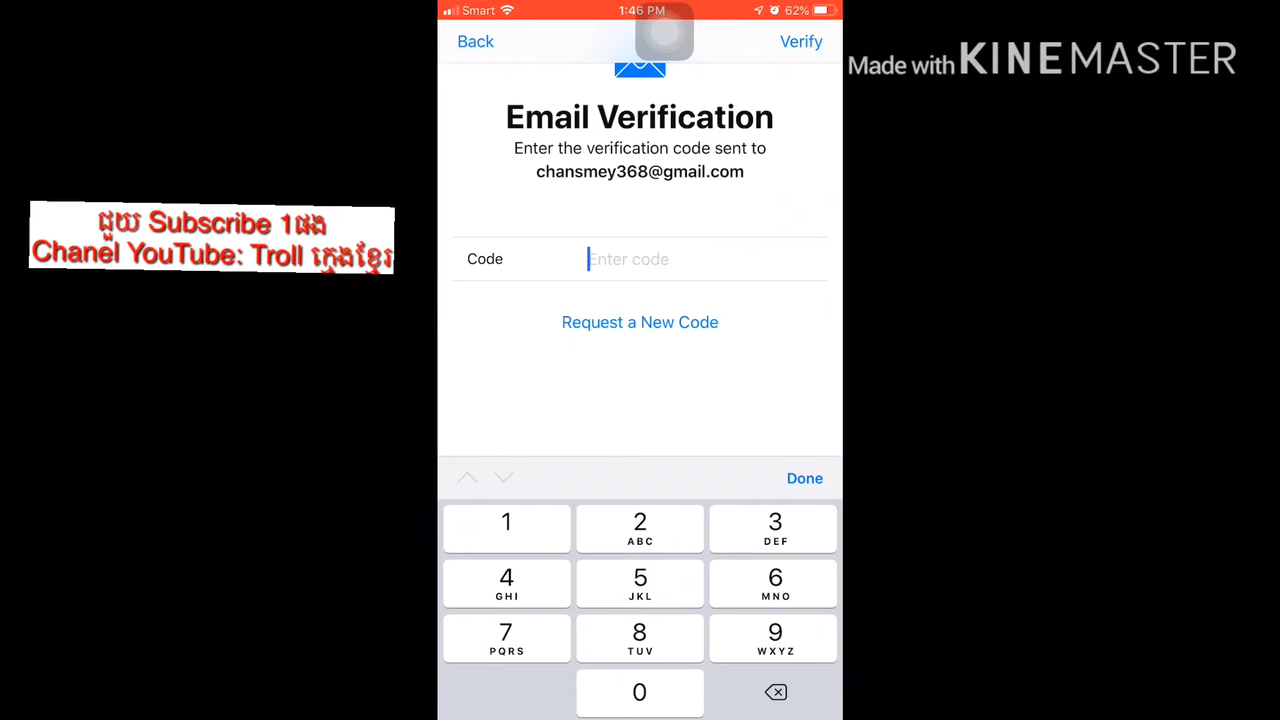 Smart 1:46 PM 62%
Back Verify
Made with KINEMASTER
Email Verification
Enter the verification code sent to
chansmey368@gmail.com
ជួយ Subscribe 1ផង
Chanel YouTube: Troll ក្មេងខ្មែរ
Code Enter code
Request a New Code
Done
1 2 3
ABC DEF
4 5 6
GHI JKL MNO
7 8 9
PQRS TUV WXYZ
0